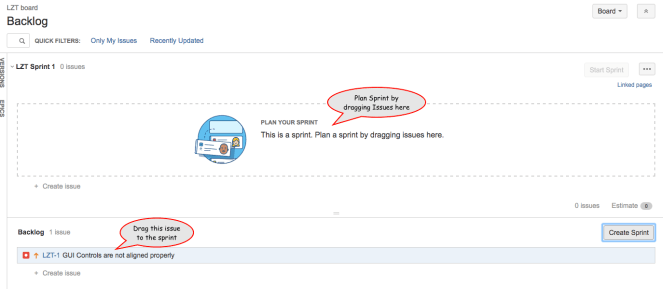 LZT board
Backlog
Board
QUICK FILTERS: Only My Issues Recently Updated
VERSIONS
EPICS
LZT Sprint 1 0 issues
Start Sprint ...
Linked pages
Plan Sprint by
dragging Issues here
PLAN YOUR SPRINT
This is a sprint. Plan a sprint by dragging issues here.
+ Create issue
0 issues Estimate 0
Backlog 1 issue
Drag this issue
to the sprint
Create Sprint
LZT-1 GUI Controls are not aligned properly
+ Create issue